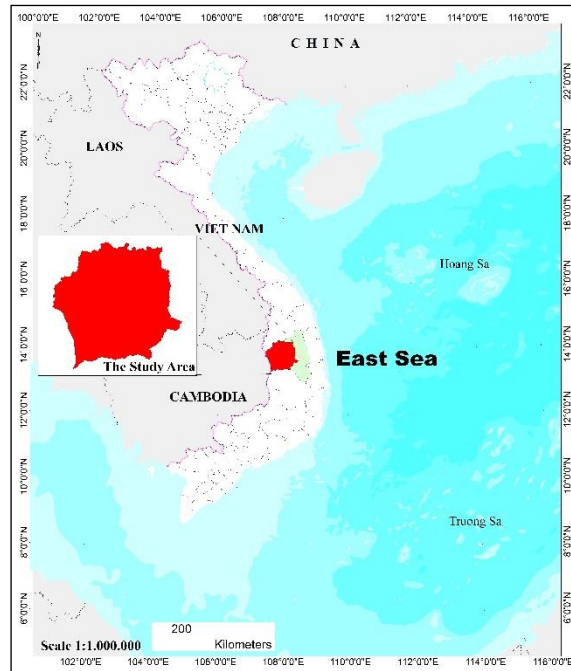 100°0'0"E 102°0'0"E 104°0'0"E 106°0'0"E 108°0'0"E 110°0'0"E 112°0'0"E 114°0'0"E 116°0'0"E
N
CHINA
22°0'0"N
LAOS
20°0'0"N
18°0'0"N
VIET NAM
Hoang Sa
16°0'0"N
The Study Area
14°0'0"N
East Sea
CAMBODIA
12°0'0"N
10°0'0"N
Truong Sa
8°0'0"N
6°0'0"N
200
Kilometers
Scale 1:1.000.000
102°0'0"E 104°0'0"E 106°0'0"E 108°0'0"E 110°0'0"E 112°0'0"E 114°0'0"E 116°0'0"E
22°0'0"N
20°0'0"N
18°0'0"N
16°0'0"N
14°0'0"N
12°0'0"N
10°0'0"N
8°0'0"N
6°0'0"N